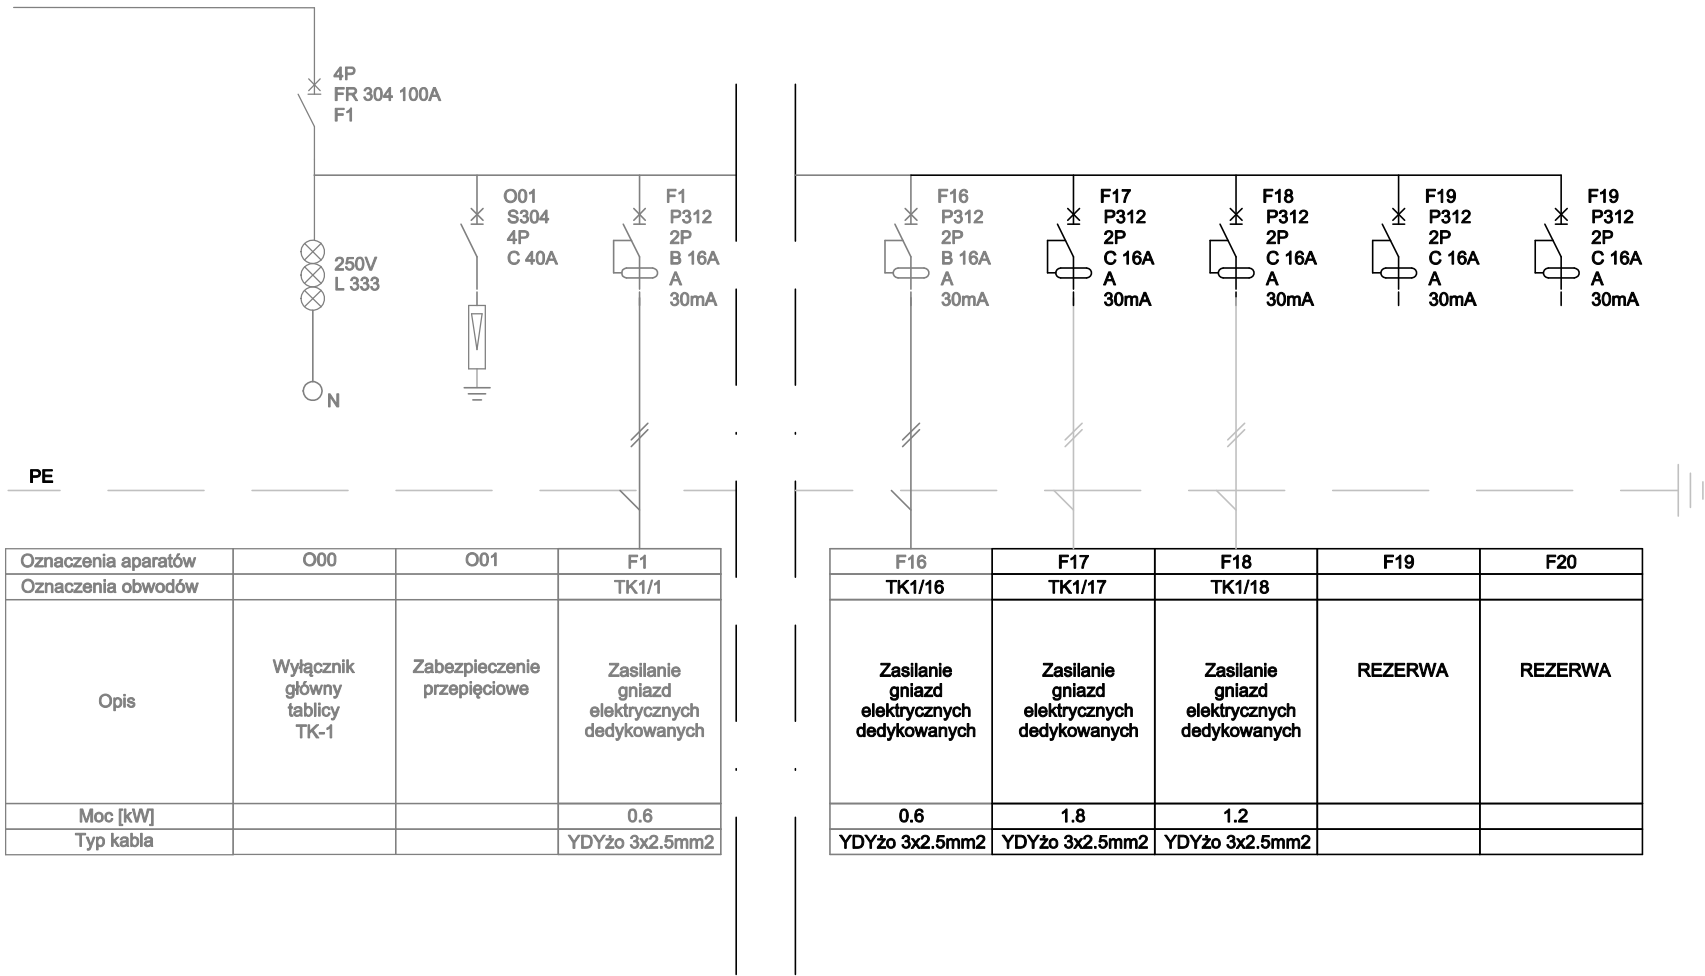 4P
FR 304 100A
F1
250V
L 333
N
O01
S304
4P
C 40A
F1
P312
2P
B 16A
A
30mA
F16
P312
2P
B 16A
A
30mA
F17
P312
2P
C 16A
A
30mA
F18
P312
2P
C 16A
A
30mA
F19
P312
2P
C 16A
A
30mA
F19
P312
2P
C 16A
A
30mA
PE
Oznaczenia aparatów O00 O01 F1 F16 F17 F18 F19 F20
Oznaczenia obwodów TK1/1 TK1/16 TK1/17 TK1/18
Opis
Wyłącznik
główny
tablicy
TK-1
Zabezpieczenie
przepięciowe
Zasilanie
gniazd
elektrycznych
dedykowanych
Zasilanie
gniazd
elektrycznych
dedykowanych
Zasilanie
gniazd
elektrycznych
dedykowanych
Zasilanie
gniazd
elektrycznych
dedykowanych
REZERWA
REZERWA
Moc [kW] 0.6 0.6 1.8 1.2
Typ kabla YDYżo 3x2.5mm2 YDYżo 3x2.5mm2 YDYżo 3x2.5mm2 YDYżo 3x2.5mm2